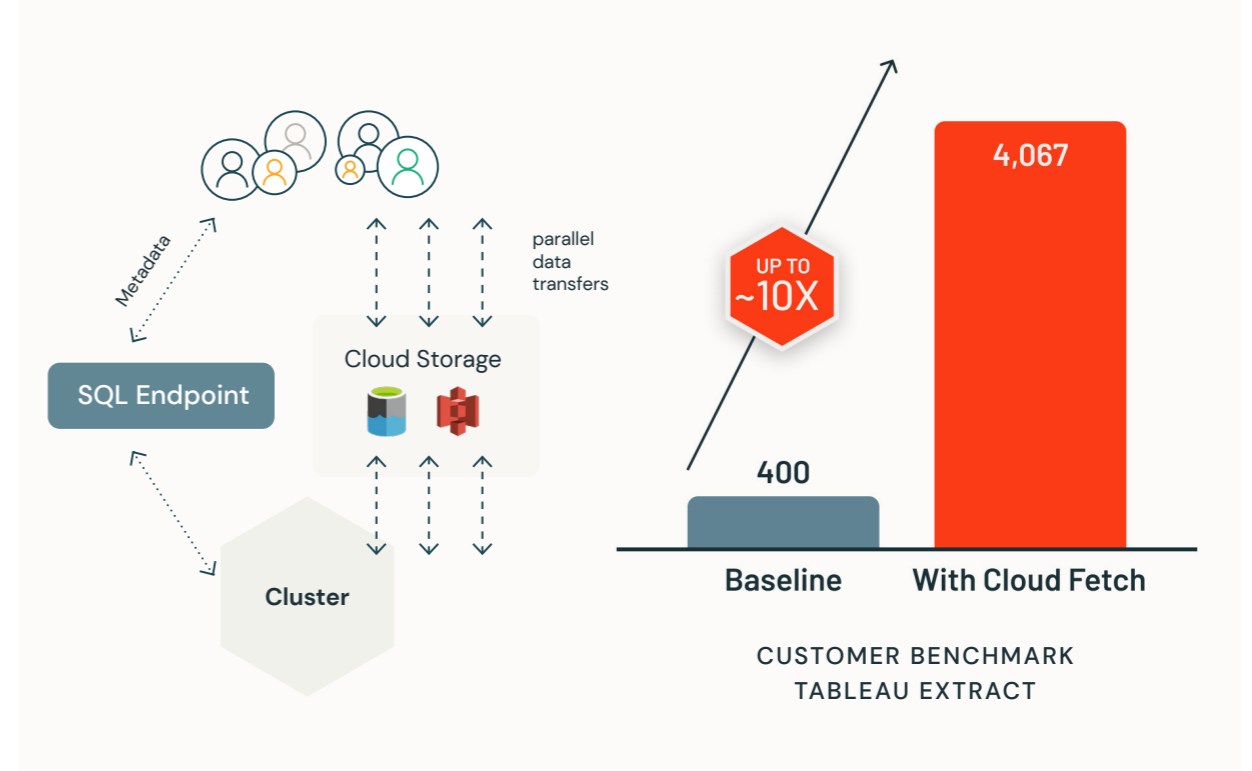 Metadata
parallel
data
transfers
Cloud Storage
SQL Endpoint
Cluster
4,067
UP TO
~10X
400
Baseline
With Cloud Fetch
CUSTOMER BENCHMARK
TABLEAU EXTRACT